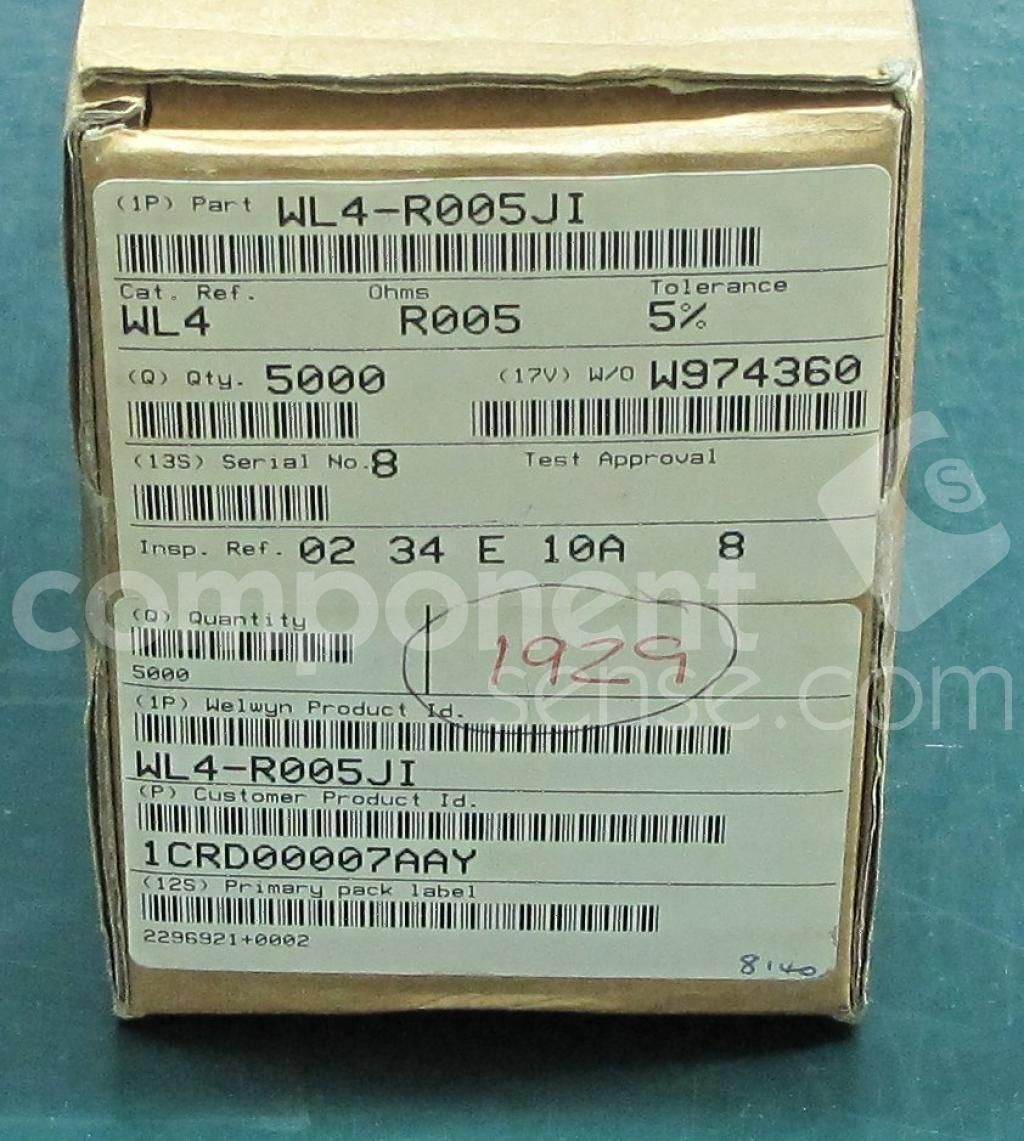 (1P) Part WL4-R005JI
Cat. Ref. Ohms Tolerance
WL4 R005 5%
(Q) Qty. 5000 (17V) W/O W974360
(13S) Serial No. 8 Test Approval
Insp. Ref. 02 34 E 10A 8
component
sense.com
CS
(Q) Quantity
1929
5000
(1P) Welwyn Product Id.
WL4-R005JI
(P) Customer Product Id.
1CRD00007AAY
(12S) Primary pack label
2296921+0002